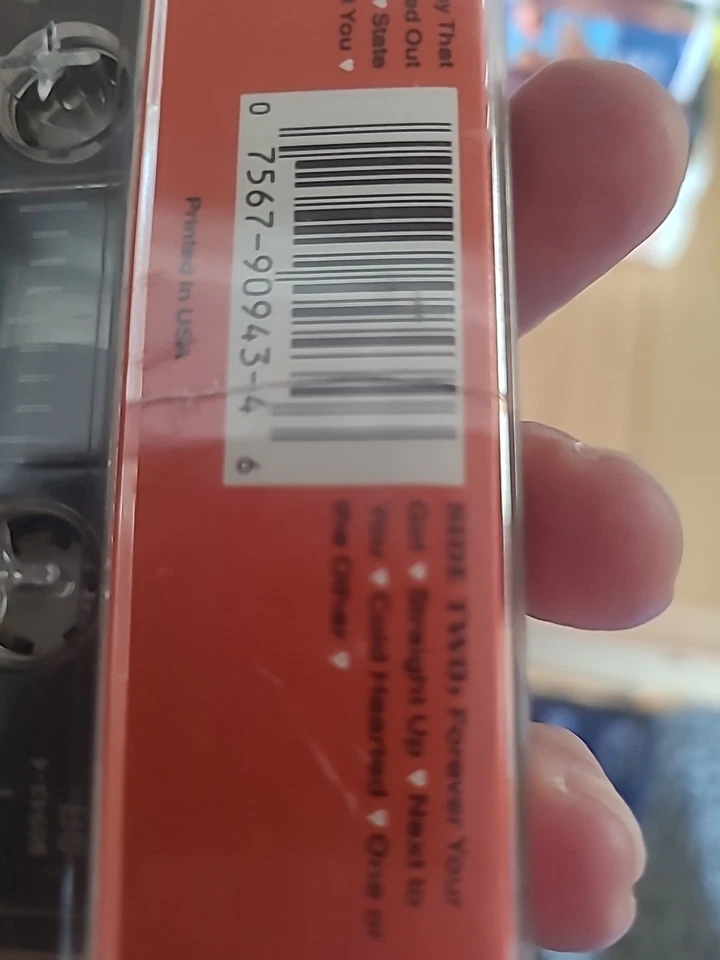 y That
ed Out
♥ State
You ♥
0 7567-90943-4 6
Printed in USA
SIDE TWO: Forever Your
Girl ♥ Straight Up ♥ Next to
You ♥ Cold Hearted ♥ One or
the Other ♥